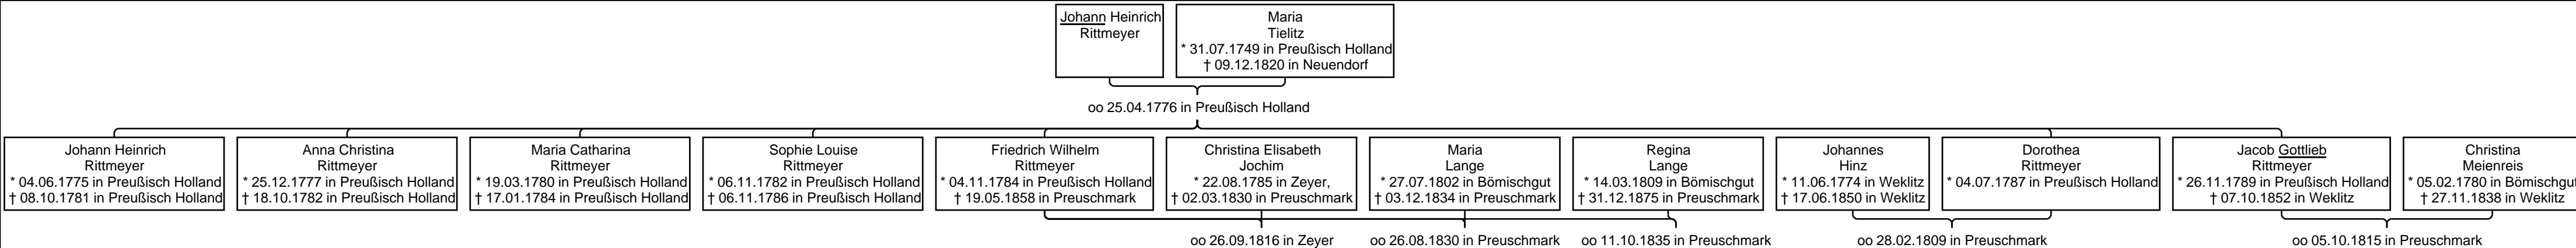 Johann Heinrich
Rittmeyer
Maria
Tielitz
* 31.07.1749 in Preußisch Holland
† 09.12.1820 in Neuendorf
oo 25.04.1776 in Preußisch Holland
Johann Heinrich
Rittmeyer
* 04.06.1775 in Preußisch Holland
† 08.10.1781 in Preußisch Holland
Anna Christina
Rittmeyer
* 25.12.1777 in Preußisch Holland
† 18.10.1782 in Preußisch Holland
Maria Catharina
Rittmeyer
* 19.03.1780 in Preußisch Holland
† 17.01.1784 in Preußisch Holland
Sophie Louise
Rittmeyer
* 06.11.1782 in Preußisch Holland
† 06.11.1786 in Preußisch Holland
Friedrich Wilhelm
Rittmeyer
* 04.11.1784 in Preußisch Holland
† 19.05.1858 in Preuschmark
Christina Elisabeth
Jochim
* 22.08.1785 in Zeyer,
† 02.03.1830 in Preuschmark
Maria
Lange
* 27.07.1802 in Bömischgut
† 03.12.1834 in Preuschmark
Regina
Lange
* 14.03.1809 in Bömischgut
† 31.12.1875 in Preuschmark
Johannes
Hinz
* 11.06.1774 in Weklitz
† 17.06.1850 in Weklitz
Dorothea
Rittmeyer
* 04.07.1787 in Preußisch Holland
Jacob Gottlieb
Rittmeyer
* 26.11.1789 in Preußisch Holland
† 07.10.1852 in Weklitz
Christina
Meienreis
* 05.02.1780 in Bömischgut
† 27.11.1838 in Weklitz
oo 26.09.1816 in Zeyer
oo 26.08.1830 in Preuschmark
oo 11.10.1835 in Preuschmark
oo 28.02.1809 in Preuschmark
oo 05.10.1815 in Preuschmark